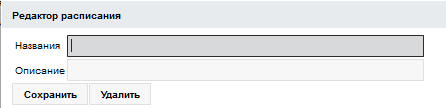 Редактор расписания
Названия
Описание
Сохранить Удалить